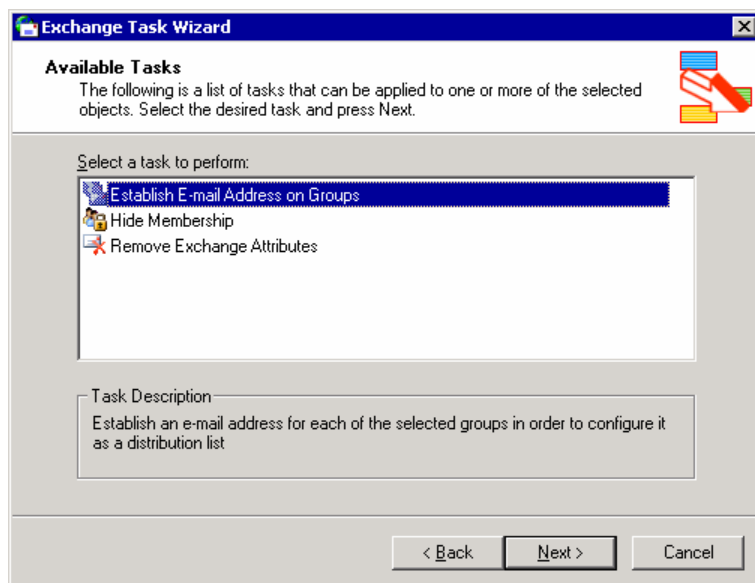 Exchange Task Wizard
Available Tasks
The following is a list of tasks that can be applied to one or more of the selected
objects. Select the desired task and press Next.
Select a task to perform:
Establish E-mail Address on Groups
Hide Membership
Remove Exchange Attributes
Task Description
Establish an e-mail address for each of the selected groups in order to configure it
as a distribution list
< Back
Next >
Cancel